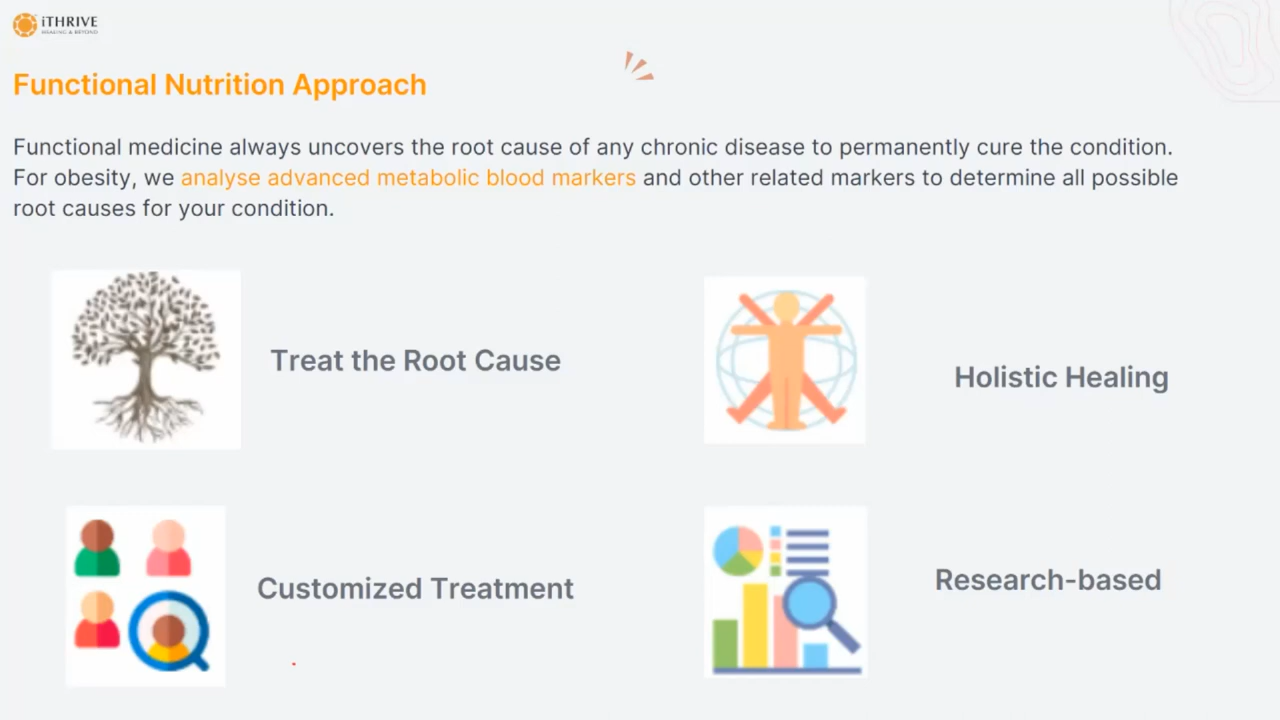 iTHRIVE
HEALING & BEYOND
Functional Nutrition Approach
Functional medicine always uncovers the root cause of any chronic disease to permanently cure the condition.
For obesity, we analyse advanced metabolic blood markers and other related markers to determine all possible
root causes for your condition.
Treat the Root Cause
Holistic Healing
Customized Treatment
Research-based